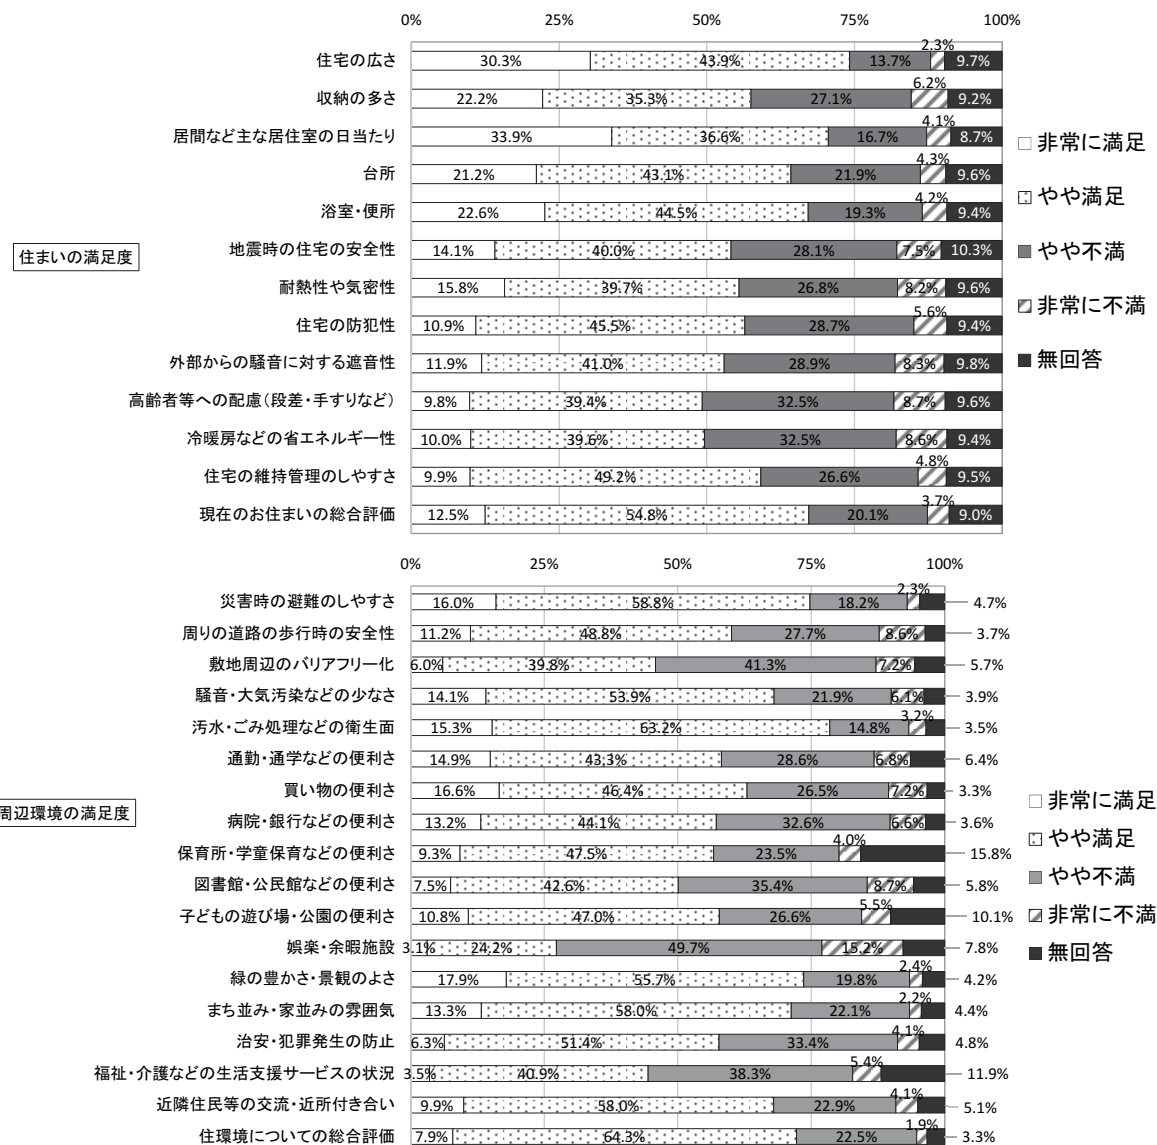 0% 25% 50% 75% 100%
住宅の広さ 30.3% 43.9% 13.7% 2.3% 9.7%
収納の多さ 22.2% 35.3% 27.1% 6.2% 9.2%
居間など主な居住室の日当たり 33.9% 36.6% 16.7% 4.1% 8.7%
台所 21.2% 43.1% 21.9% 4.3% 9.6%
浴室・便所 22.6% 44.5% 19.3% 4.2% 9.4%
地震時の住宅の安全性 14.1% 40.0% 28.1% 7.5% 10.3%
耐熱性や気密性 15.8% 39.7% 26.8% 8.2% 9.6%
住宅の防犯性 10.9% 45.5% 28.7% 5.6% 9.4%
外部からの騒音に対する遮音性 11.9% 41.0% 28.9% 8.3% 9.8%
高齢者等への配慮(段差・手すりなど) 9.8% 39.4% 32.5% 8.7% 9.6%
冷暖房などの省エネルギー性 10.0% 39.6% 32.5% 8.6% 9.4%
住宅の維持管理のしやすさ 9.9% 49.2% 26.6% 4.8% 9.5%
現在のお住まいの総合評価 12.5% 54.8% 20.1% 3.7% 9.0%
住まいの満足度
非常に満足
やや満足
やや不満
非常に不満
無回答
0% 25% 50% 75% 100%
災害時の避難のしやすさ 16.0% 58.8% 18.2% 2.3% 4.7%
周りの道路の歩行時の安全性 11.2% 48.8% 27.7% 8.6% 3.7%
敷地周辺のバリアフリー化 6.0% 39.8% 41.3% 7.2% 5.7%
騒音・大気汚染などの少なさ 14.1% 53.9% 21.9% 6.1% 3.9%
汚水・ごみ処理などの衛生面 15.3% 63.2% 14.8% 3.2% 3.5%
通勤・通学などの便利さ 14.9% 43.3% 28.6% 6.8% 6.4%
買い物の便利さ 16.6% 46.4% 26.5% 7.2% 3.3%
病院・銀行などの便利さ 13.2% 44.1% 32.6% 6.6% 3.6%
保育所・学童保育などの便利さ 9.3% 47.5% 23.5% 4.0% 15.8%
図書館・公民館などの便利さ 7.5% 42.6% 35.4% 8.7% 5.8%
子どもの遊び場・公園の便利さ 10.8% 47.0% 26.6% 5.5% 10.1%
娯楽・余暇施設 3.1% 24.2% 49.7% 15.2% 7.8%
緑の豊かさ・景観のよさ 17.9% 55.7% 19.8% 2.4% 4.2%
まち並み・家並みの雰囲気 13.3% 58.0% 22.1% 2.2% 4.4%
治安・犯罪発生の防止 6.3% 51.4% 33.4% 4.1% 4.8%
福祉・介護などの生活支援サービスの状況 3.5% 40.9% 38.3% 5.4% 11.9%
近隣住民等の交流・近所付き合い 9.9% 58.0% 22.9% 4.1% 5.1%
住環境についての総合評価 7.9% 64.3% 22.5% 1.9% 3.3%
周辺環境の満足度
非常に満足
やや満足
やや不満
非常に不満
無回答